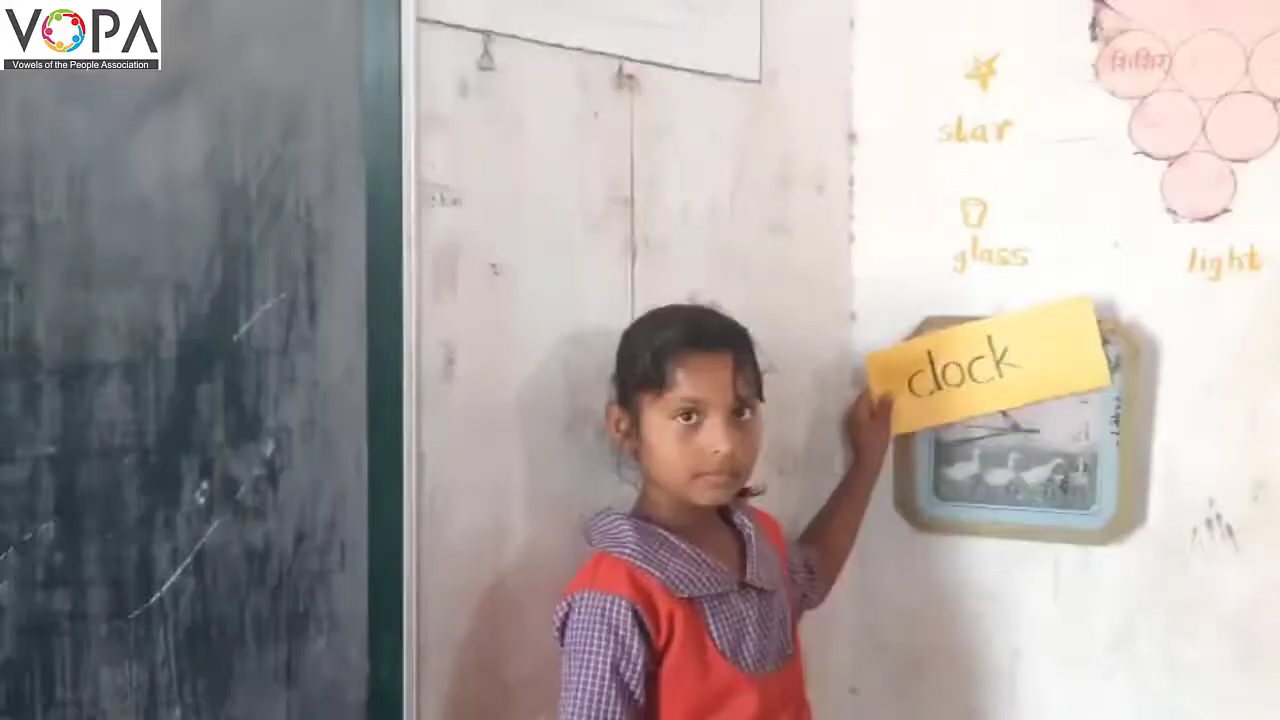 VOPA
Vowels of the People Association
star
glass
light
शिशिर
clock